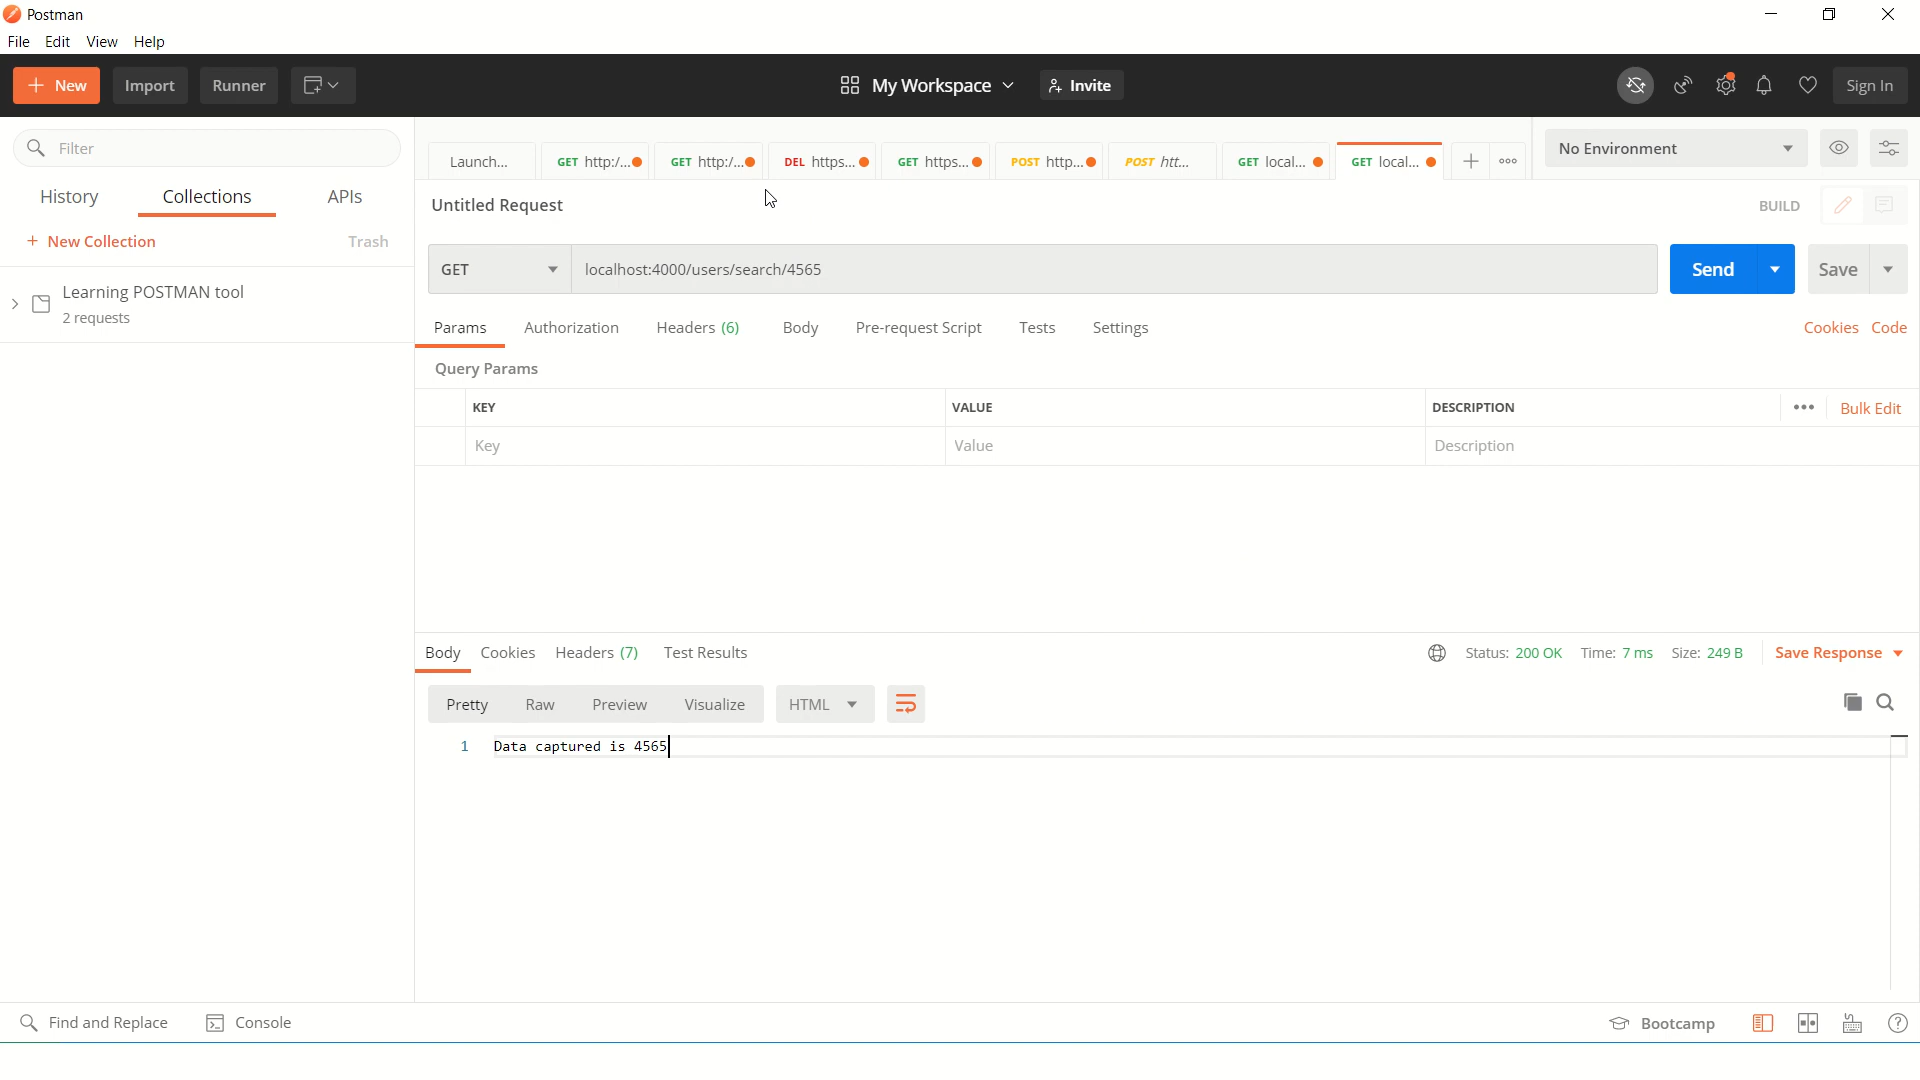 Postman
File Edit View Help
New Import Runner My Workspace Invite Sign In
Filter
Launch... GET http:/... GET http:/... DEL https... GET https... POST http... POST htt... GET local... GET local... No Environment
History Collections APIs
Untitled Request BUILD
+ New Collection Trash
GET localhost:4000/users/search/4565 Send Save
Learning POSTMAN tool
2 requests
Params Authorization Headers (6) Body Pre-request Script Tests Settings Cookies Code
Query Params
KEY VALUE DESCRIPTION Bulk Edit
Key Value Description
Body Cookies Headers (7) Test Results Status: 200 OK Time: 7 ms Size: 249 B Save Response
Pretty Raw Preview Visualize HTML
1 Data captured is 4565
Find and Replace Console Bootcamp